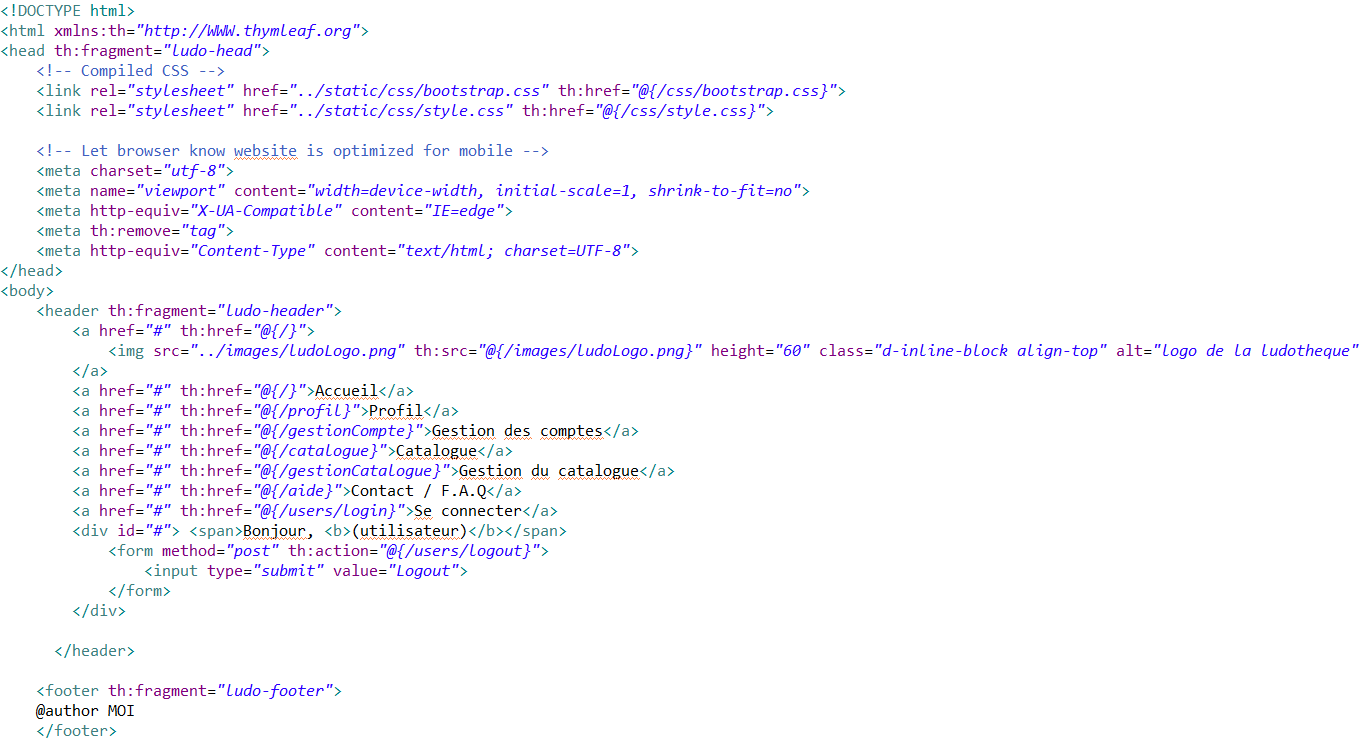 <!DOCTYPE html>
<html xmlns:th="http://WWW.thymleaf.org">
<head th:fragment="ludo-head">
    <!-- Compiled CSS -->
    <link rel="stylesheet" href="../static/css/bootstrap.css" th:href="@{/css/bootstrap.css}">
    <link rel="stylesheet" href="../static/css/style.css" th:href="@{/css/style.css}">

    <!-- Let browser know website is optimized for mobile -->
    <meta charset="utf-8">
    <meta name="viewport" content="width=device-width, initial-scale=1, shrink-to-fit=no">
    <meta http-equiv="X-UA-Compatible" content="IE=edge">
    <meta th:remove="tag">
    <meta http-equiv="Content-Type" content="text/html; charset=UTF-8">
</head>
<body>
    <header th:fragment="ludo-header">
        <a href="#" th:href="@{/}">
            <img src="../images/ludoLogo.png" th:src="@{/images/ludoLogo.png}" height="60" class="d-inline-block align-top" alt="logo de la ludotheque"
        </a>
        <a href="#" th:href="@{/}">Accueil</a>
        <a href="#" th:href="@{/profil}">Profil</a>
        <a href="#" th:href="@{/gestionCompte}">Gestion des comptes</a>
        <a href="#" th:href="@{/catalogue}">Catalogue</a>
        <a href="#" th:href="@{/gestionCatalogue}">Gestion du catalogue</a>
        <a href="#" th:href="@{/aide}">Contact / F.A.Q</a>
        <a href="#" th:href="@{/users/login}">Se connecter</a>
        <div id="#"> <span>Bonjour, <b>(utilisateur)</b></span>
            <form method="post" th:action="@{/users/logout}">
                <input type="submit" value="Logout">
            </form>
        </div>

      </header>

    <footer th:fragment="ludo-footer">
    @author MOI
    </footer>